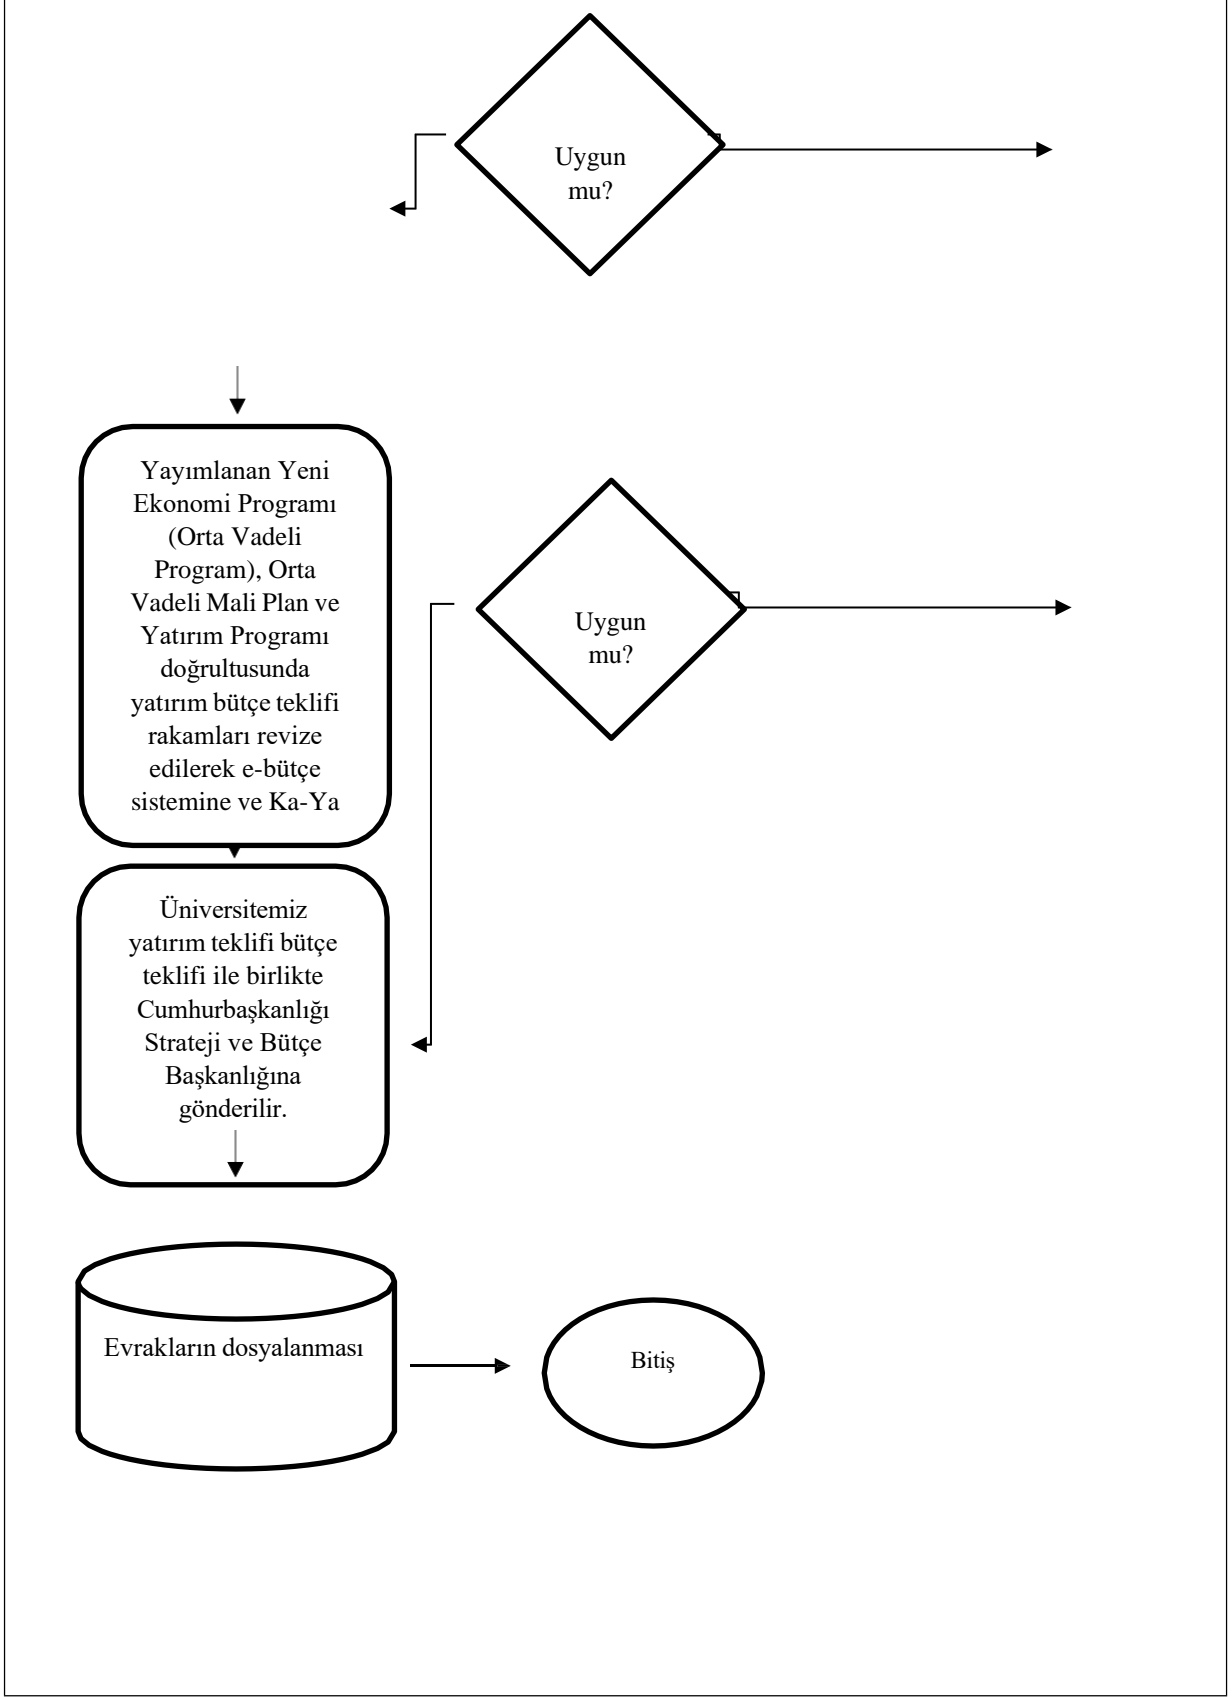 Uygun
mu?
Yayımlanan Yeni
Ekonomi Programı
(Orta Vadeli
Program), Orta
Vadeli Mali Plan ve
Yatırım Programı
doğrultusunda
yatırım bütçe teklifi
rakamları revize
edilerek e-bütçe
sistemine ve Ka-Ya
Uygun
mu?
Üniversitemiz
yatırım teklifi bütçe
teklifi ile birlikte
Cumhurbaşkanlığı
Strateji ve Bütçe
Başkanlığına
gönderilir.
Evrakların dosyalanması
Bitiş